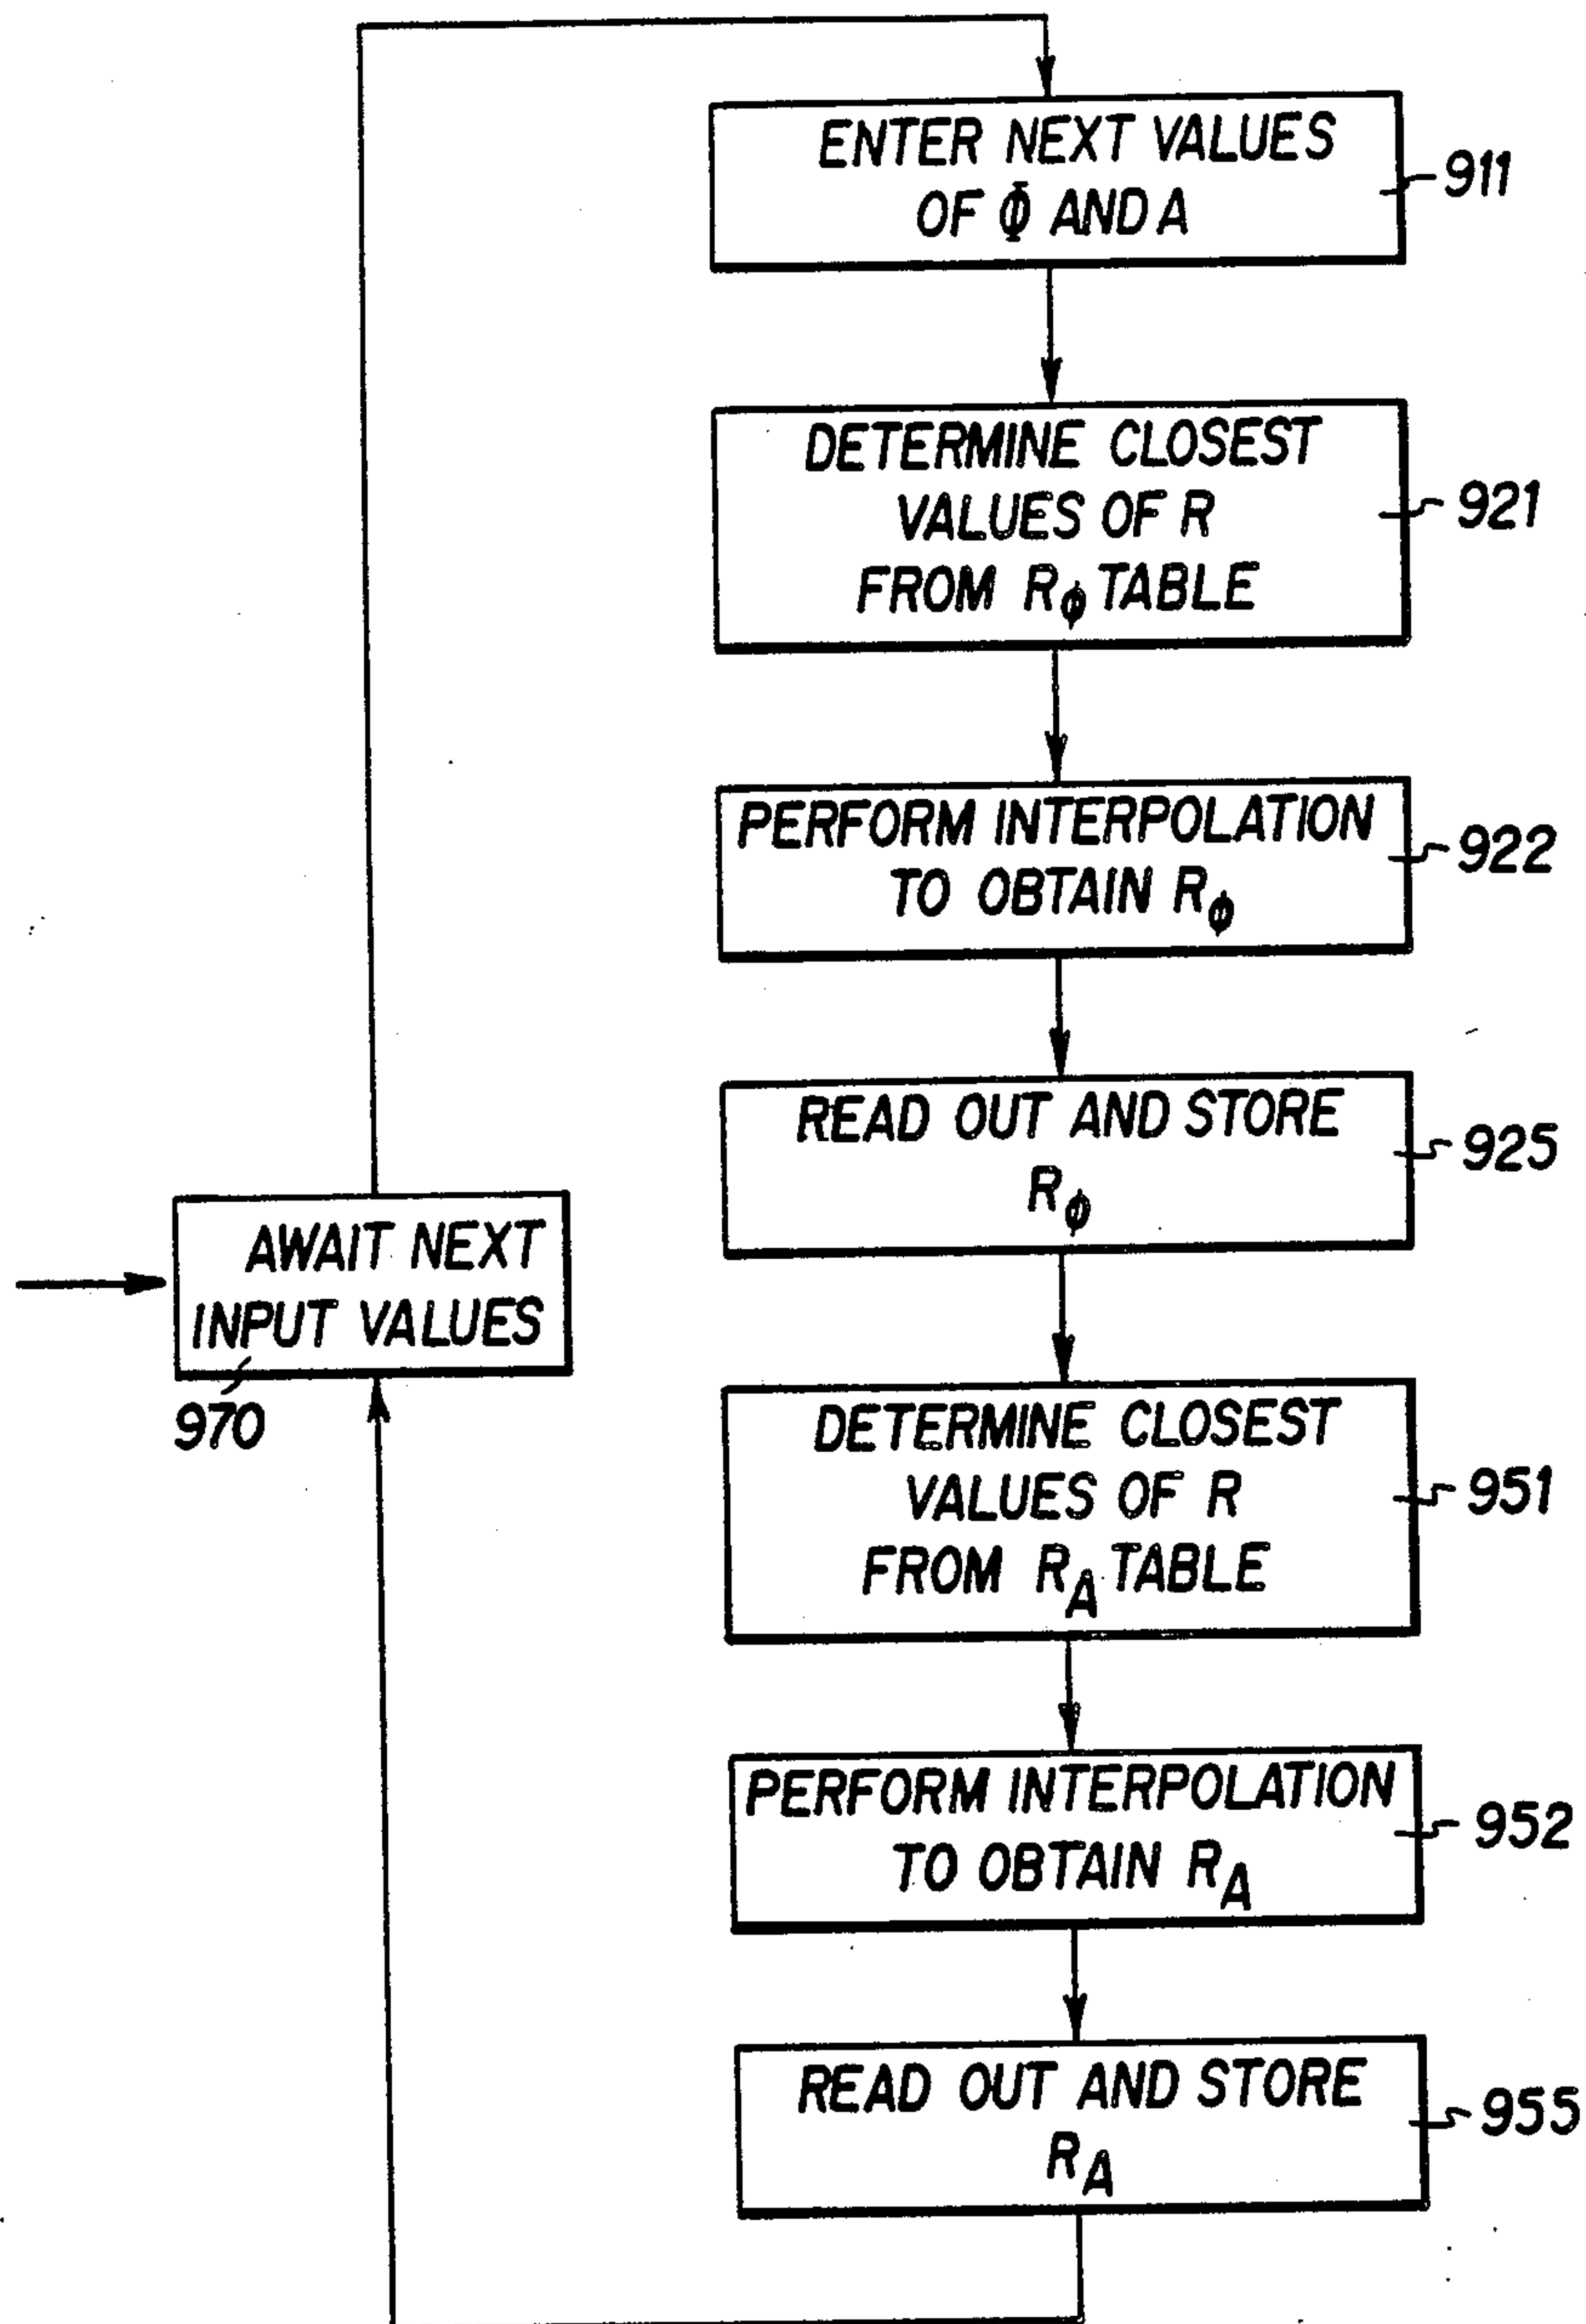 ENTER NEXT VALUES
OF Φ AND A
911
DETERMINE CLOSEST
VALUES OF R
FROM Rϕ TABLE
921
PERFORM INTERPOLATION
TO OBTAIN Rϕ
922
READ OUT AND STORE
Rϕ
925
AWAIT NEXT
INPUT VALUES
970
DETERMINE CLOSEST
VALUES OF R
FROM RA TABLE
951
PERFORM INTERPOLATION
TO OBTAIN RA
952
READ OUT AND STORE
RA
955